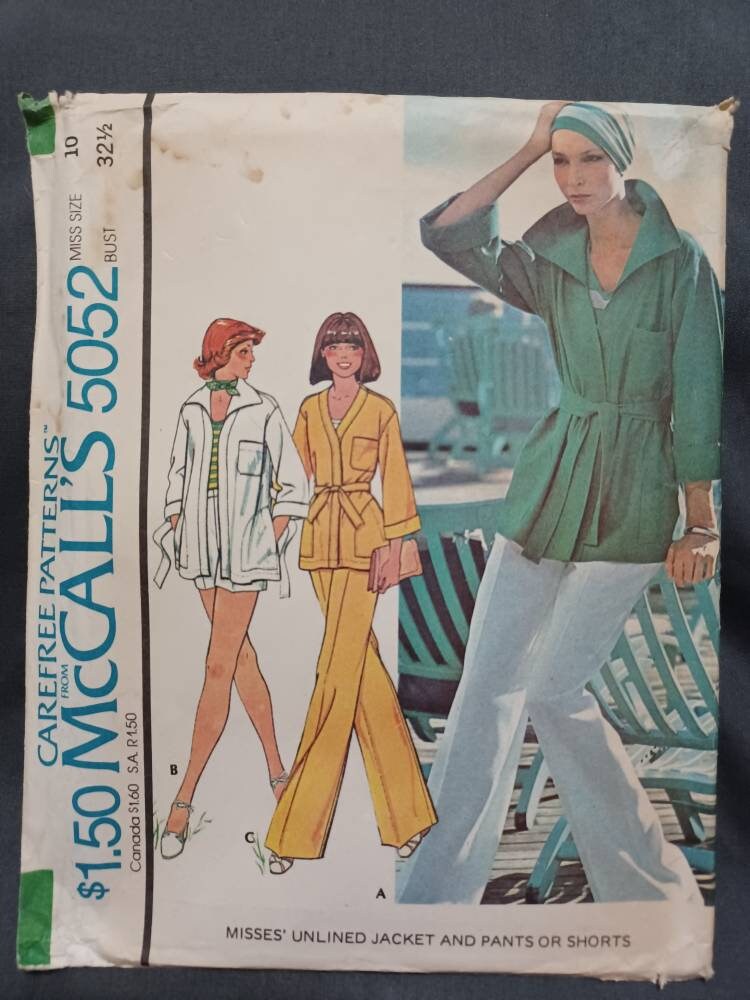 CAREFREE PATTERNS™
FROM
McCALL'S 5052
$1.50
Canada $1.60 S.A. R1.50
MISS SIZE 10
BUST 32½
B
C
A
MISSES' UNLINED JACKET AND PANTS OR SHORTS